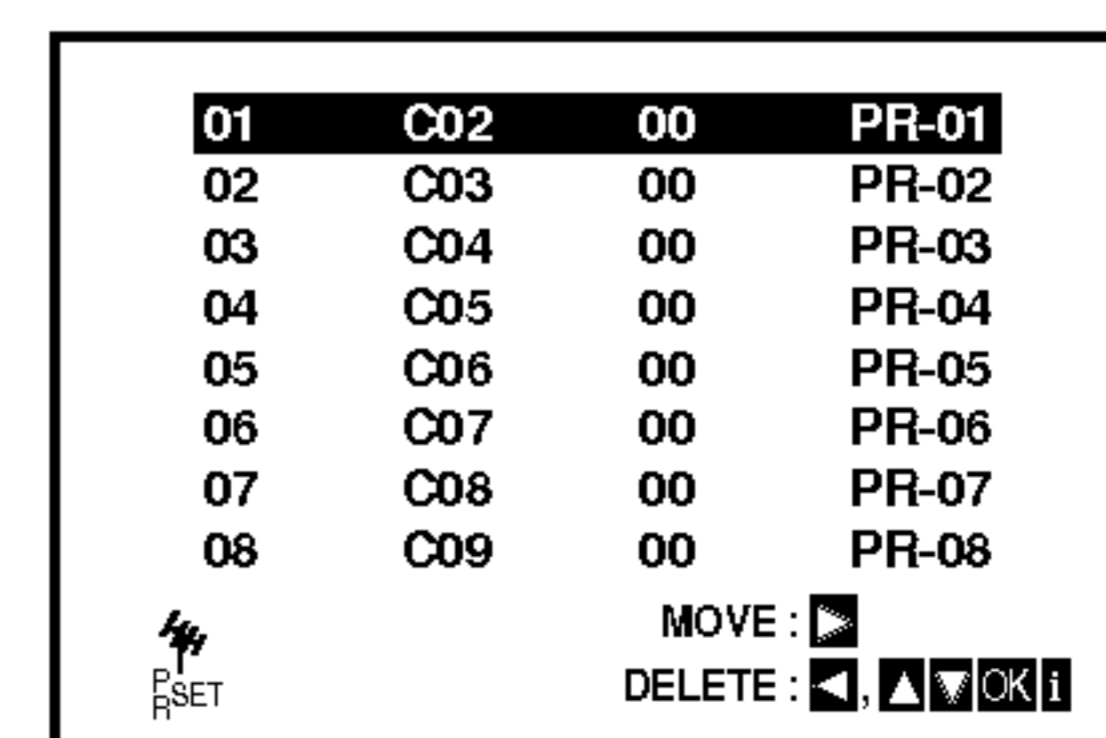 01 C02 00 PR-01
02 C03 00 PR-02
03 C04 00 PR-03
04 C05 00 PR-04
05 C06 00 PR-05
06 C07 00 PR-06
07 C08 00 PR-07
08 C09 00 PR-08
MOVE : ▷
PR SET
DELETE : ◁ , △ ▽ OK i